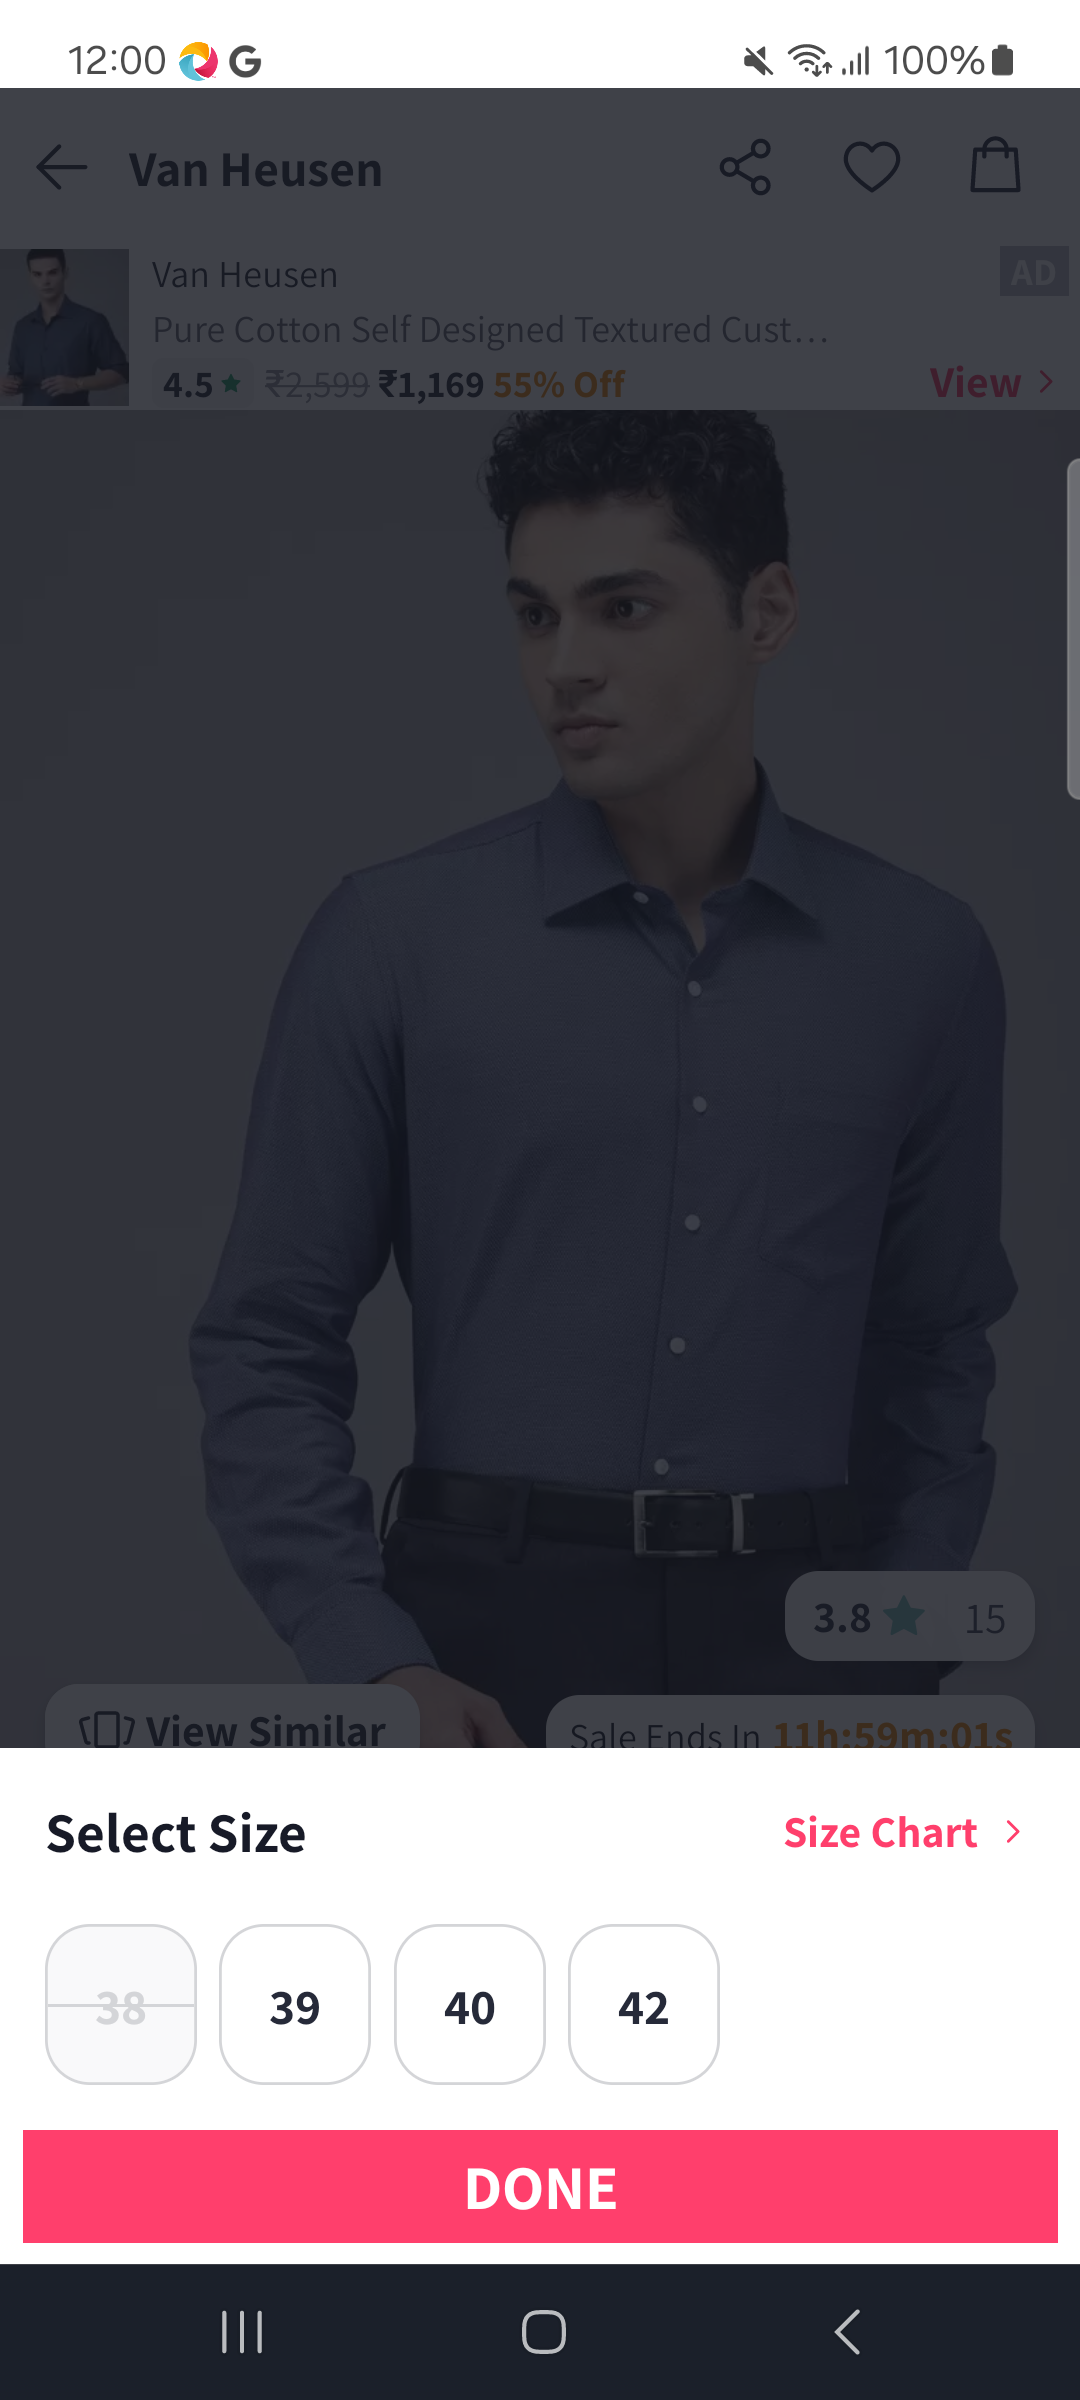 12:00 G 100%
Van Heusen
Van Heusen AD
Pure Cotton Self Designed Textured Cust...
4.5 ₹2,599 ₹1,169 55% Off View
3.8 15
View Similar Sale Ends In 11h:59m:01s
Select Size Size Chart
38 39 40 42
DONE